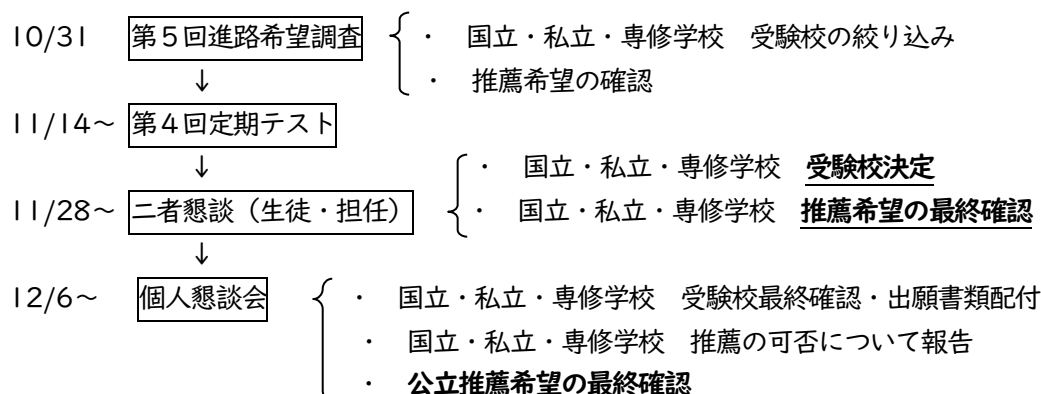 10/31 第５回進路希望調査 ・ 国立・私立・専修学校 受験校の絞り込み
↓ ・ 推薦希望の確認
11/14～ 第４回定期テスト
↓ ・ 国立・私立・専修学校 受験校決定
11/28～ 二者懇談（生徒・担任） ・ 国立・私立・専修学校 推薦希望の最終確認
↓
12/6～ 個人懇談会 ・ 国立・私立・専修学校 受験校最終確認・出願書類配付
・ 国立・私立・専修学校 推薦の可否について報告
・ 公立推薦希望の最終確認